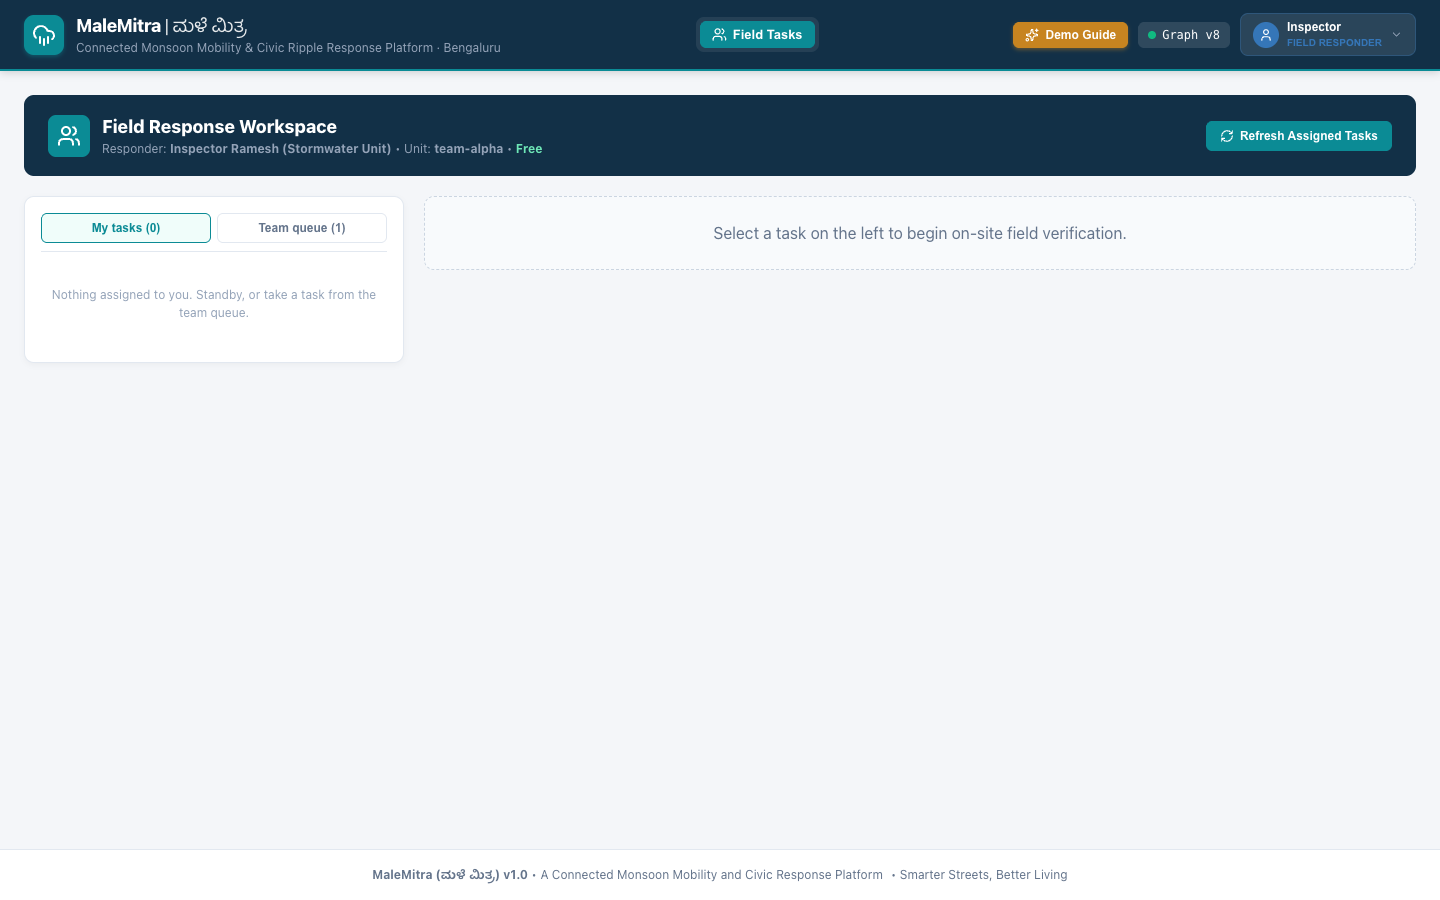 MaleMitra | ಮಳೆ ಮಿತ್ರ
Connected Monsoon Mobility & Civic Ripple Response Platform · Bengaluru
Field Tasks
Demo Guide
Graph v8
Inspector
FIELD RESPONDER
Field Response Workspace
Responder: Inspector Ramesh (Stormwater Unit) • Unit: team-alpha • Free
Refresh Assigned Tasks
My tasks (0)
Team queue (1)
Nothing assigned to you. Standby, or take a task from the
team queue.
Select a task on the left to begin on-site field verification.
MaleMitra (ಮಳೆ ಮಿತ್ರ) v1.0 • A Connected Monsoon Mobility and Civic Response Platform • Smarter Streets, Better Living